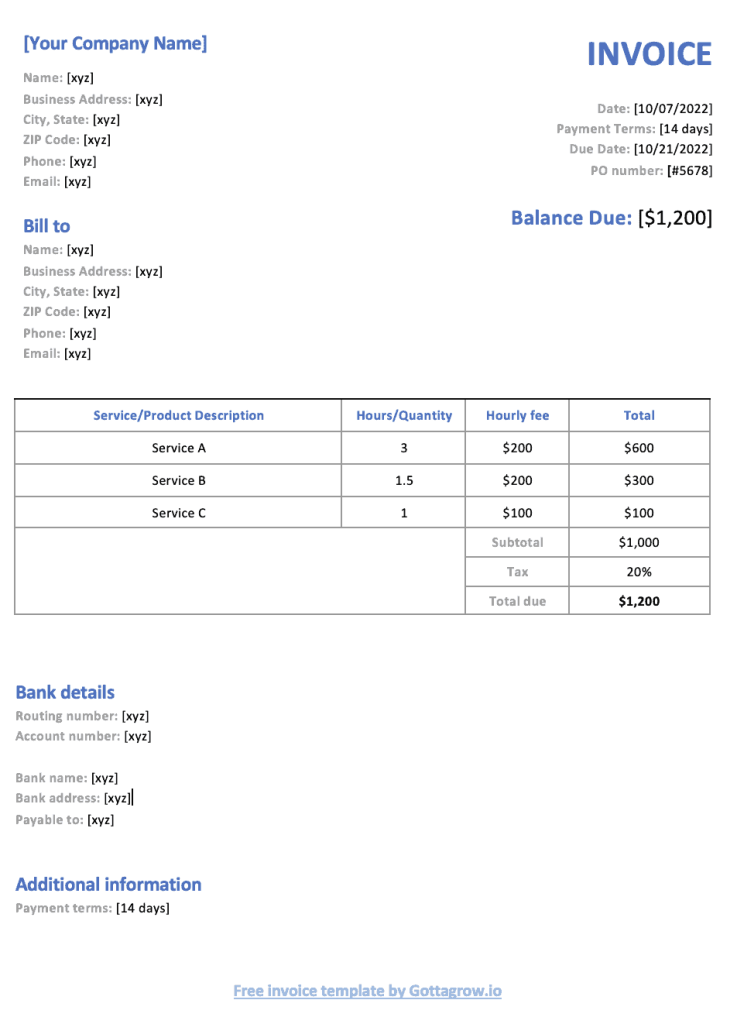 [Your Company Name]
Name: [xyz]
Business Address: [xyz]
City, State: [xyz]
ZIP Code: [xyz]
Phone: [xyz]
Email: [xyz]
INVOICE
Date: [10/07/2022]
Payment Terms: [14 days]
Due Date: [10/21/2022]
PO number: [#5678]
Balance Due: [$1,200]
Bill to
Name: [xyz]
Business Address: [xyz]
City, State: [xyz]
ZIP Code: [xyz]
Phone: [xyz]
Email: [xyz]
Service/Product Description Hours/Quantity Hourly fee Total
Service A 3 $200 $600
Service B 1.5 $200 $300
Service C 1 $100 $100
Subtotal $1,000
Tax 20%
Total due $1,200
Bank details
Routing number: [xyz]
Account number: [xyz]
Bank name: [xyz]
Bank address: [xyz]
Payable to: [xyz]
Additional information
Payment terms: [14 days]
Free invoice template by Gottagrow.io